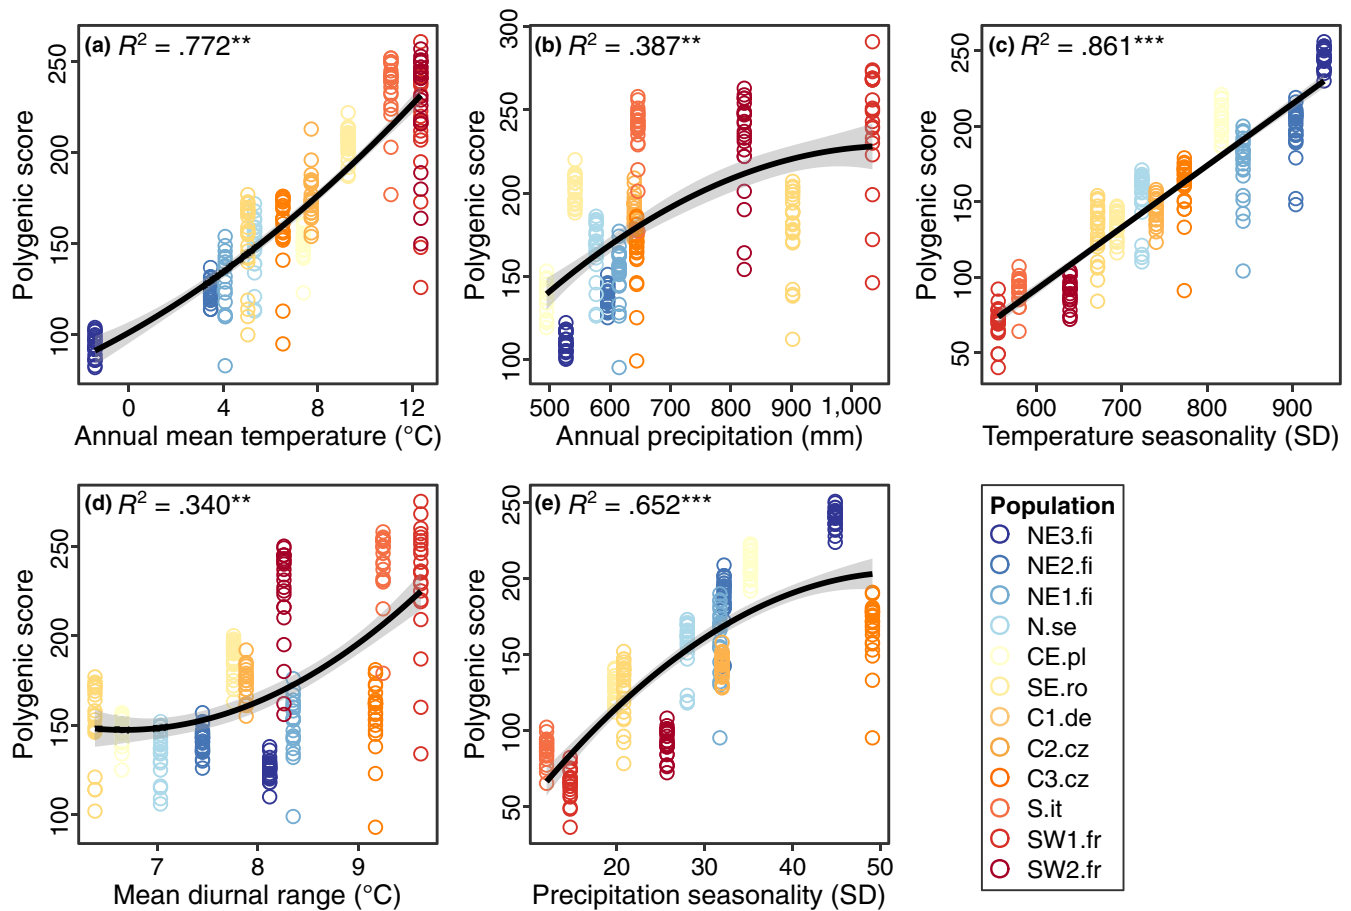 (a) R² = .772**
Polygenic score
100 150 200 250
0 4 8 12
Annual mean temperature (°C)
(b) R² = .387**
Polygenic score
100 150 200 250 300
500 600 700 800 900 1,000
Annual precipitation (mm)
(c) R² = .861***
Polygenic score
50 100 150 200 250
600 700 800 900
Temperature seasonality (SD)
(d) R² = .340**
Polygenic score
100 150 200 250
7 8 9
Mean diurnal range (°C)
(e) R² = .652***
Polygenic score
50 100 150 200 250
20 30 40 50
Precipitation seasonality (SD)
Population
NE3.fi
NE2.fi
NE1.fi
N.se
CE.pl
SE.ro
C1.de
C2.cz
C3.cz
S.it
SW1.fr
SW2.fr